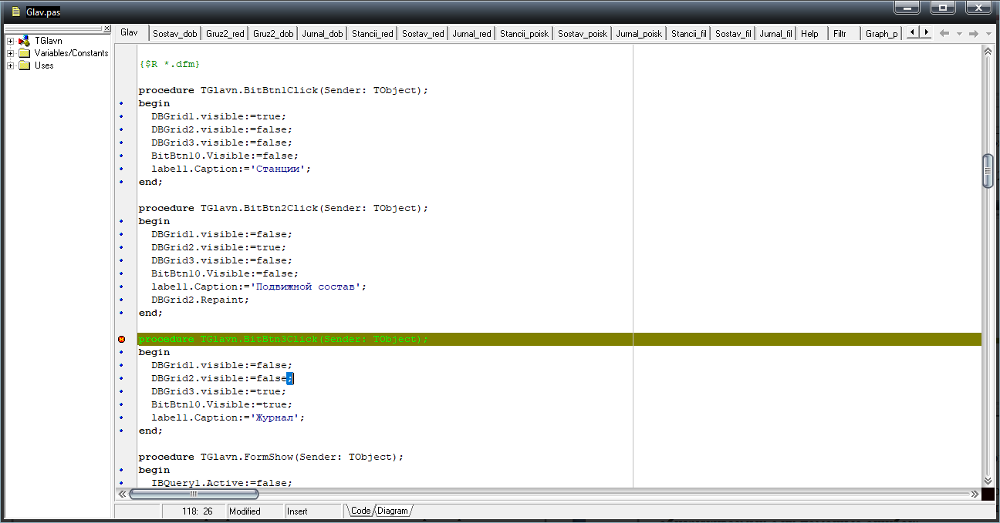 Glav.pas
TGlavn
Variables/Constants
Uses
Glav Sostav_dob Gruz2_red Gruz2_dob Jurnal_dob Stancii_red Sostav_red Jurnal_red Stancii_poisk Sostav_poisk Jurnal_poisk Stancii_fil Sostav_fil Jurnal_fil Help Filtr Graph_p
{$R *.dfm}
procedure TGlavn.BitBtn1Click(Sender: TObject);
begin
DBGrid1.visible:=true;
DBGrid2.visible:=false;
DBGrid3.visible:=false;
BitBtn10.Visible:=false;
label1.Caption:='Станции';
end;
procedure TGlavn.BitBtn2Click(Sender: TObject);
begin
DBGrid1.visible:=false;
DBGrid2.visible:=true;
DBGrid3.visible:=false;
BitBtn10.Visible:=false;
label1.Caption:='Подвижной состав';
DBGrid2.Repaint;
end;
procedure TGlavn.BitBtn3Click(Sender: TObject);
begin
DBGrid1.visible:=false;
DBGrid2.visible:=false;
DBGrid3.visible:=true;
BitBtn10.Visible:=true;
label1.Caption:='Журнал';
end;
procedure TGlavn.FormShow(Sender: TObject);
begin
IBQuery1.Active:=false;
118: 26 Modified Insert Code Diagram